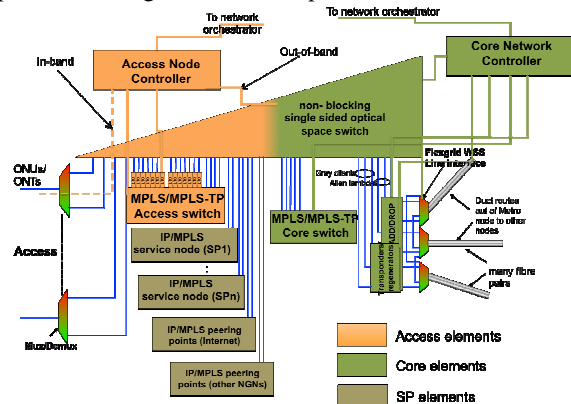 To network
orchestrator
To network orchestrator
In-band
Out-of-band
Access Node
Controller
Core Network
Controller
non- blocking
single sided optical
space switch
ONUs/
ONTs
Flexgrid WSS
Line interface
Grey clients
Alien lambdas
MPLS/MPLS-TP
Access switch
MPLS/MPLS-TP
Core switch
ADD/DROP
Transponders/
regenerators
Duct routes
out of Metro
node to other
nodes
many fibre
pairs
IP/MPLS
service node (SP1)
Access
IP/MPLS
service node (SPn)
IP/MPLS peering
points (Internet)
Mux/Demux
IP/MPLS peering
points (other NGNs)
Access elements
Core elements
SP elements